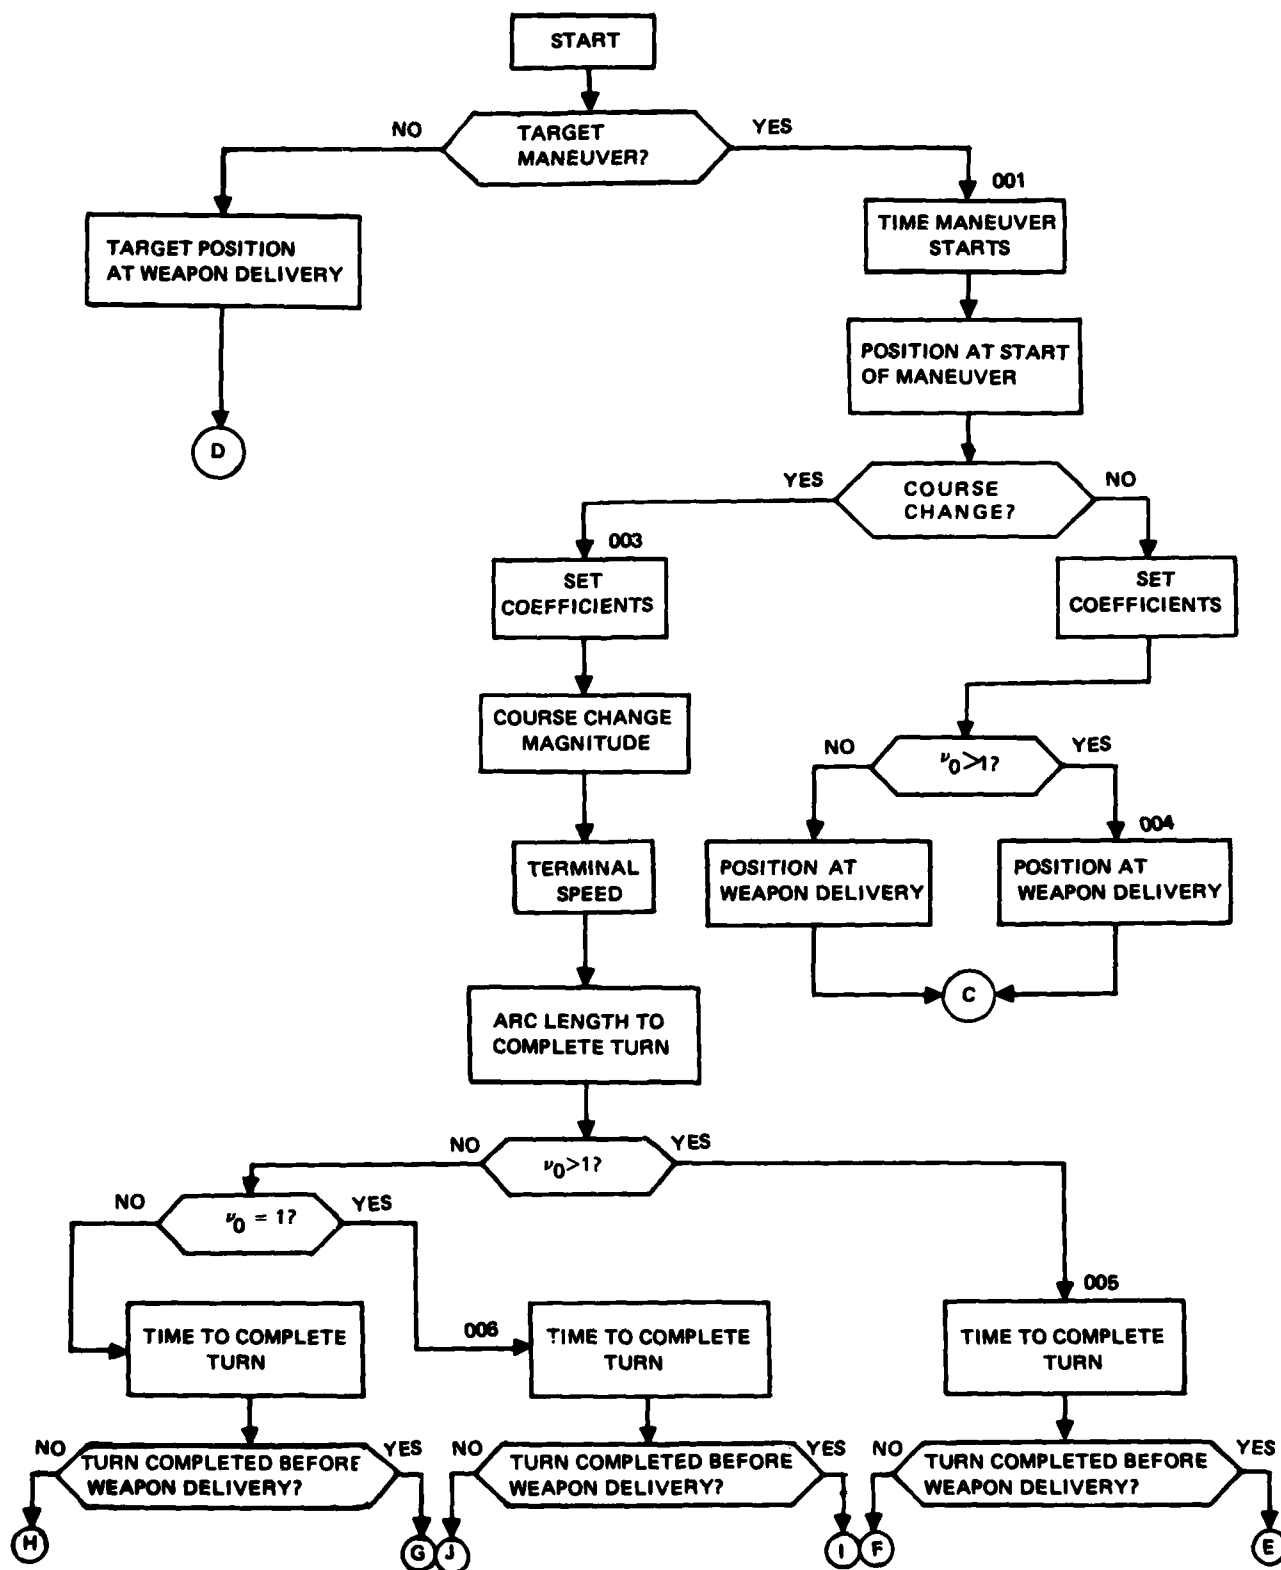 START
TARGET
MANEUVER?
NO
YES
TARGET POSITION
AT WEAPON DELIVERY
D
001
TIME MANEUVER
STARTS
POSITION AT START
OF MANEUVER
COURSE
CHANGE?
YES
NO
003
SET
COEFFICIENTS
SET
COEFFICIENTS
COURSE CHANGE
MAGNITUDE
ν0>1?
NO
YES
TERMINAL
SPEED
POSITION AT
WEAPON DELIVERY
004
POSITION AT
WEAPON DELIVERY
C
ARC LENGTH TO
COMPLETE TURN
ν0>1?
NO
YES
ν0 = 1?
NO
YES
TIME TO COMPLETE
TURN
006
TIME TO COMPLETE
TURN
005
TIME TO COMPLETE
TURN
NO
TURN COMPLETED BEFORE
WEAPON DELIVERY?
YES
NO
TURN COMPLETED BEFORE
WEAPON DELIVERY?
YES
NO
TURN COMPLETED BEFORE
WEAPON DELIVERY?
YES
H
G
J
I
F
E